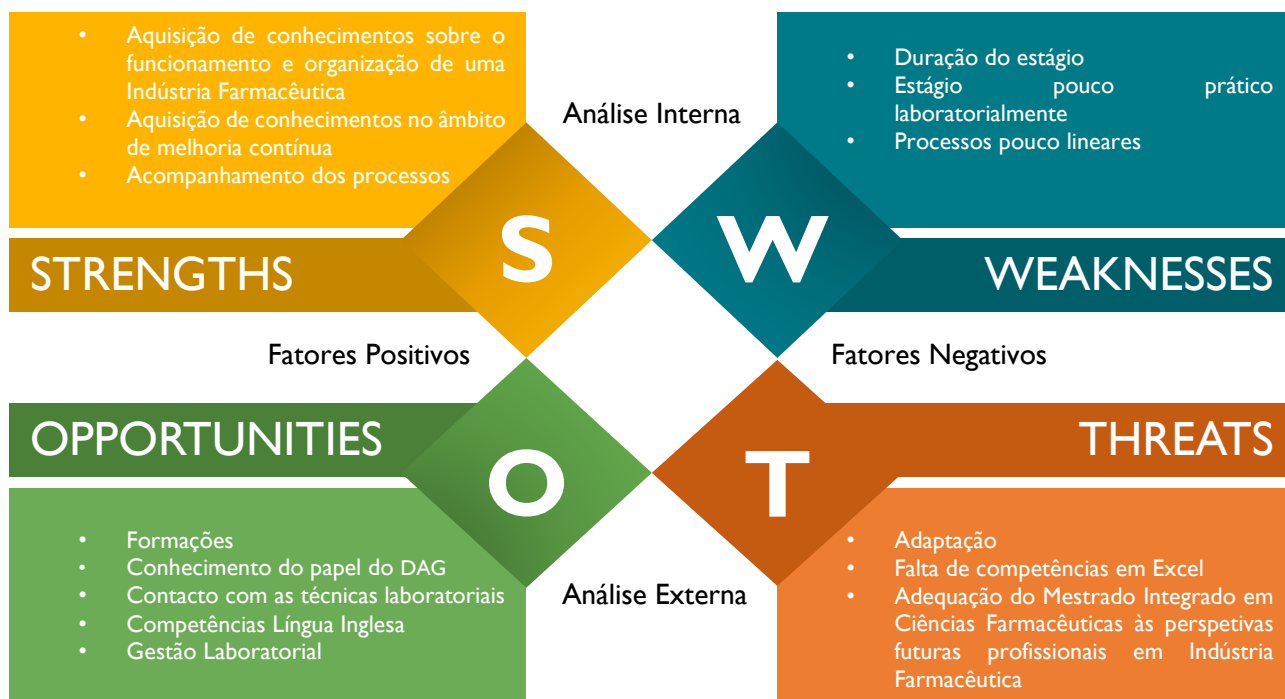 • Aquisição de conhecimentos sobre o
funcionamento e organização de uma
Indústria Farmacêutica
• Aquisição de conhecimentos no âmbito
de melhoria contínua
• Acompanhamento dos processos
S
STRENGTHS
Análise Interna
• Duração do estágio
• Estágio pouco prático
laboratorialmente
• Processos pouco lineares
W
WEAKNESSES
Fatores Positivos
Fatores Negativos
OPPORTUNITIES
O
• Formações
• Conhecimento do papel do DAG
• Contacto com as técnicas laboratoriais
• Competências Língua Inglesa
• Gestão Laboratorial
Análise Externa
THREATS
T
• Adaptação
• Falta de competências em Excel
• Adequação do Mestrado Integrado em
Ciências Farmacêuticas às perspetivas
futuras profissionais em Indústria
Farmacêutica